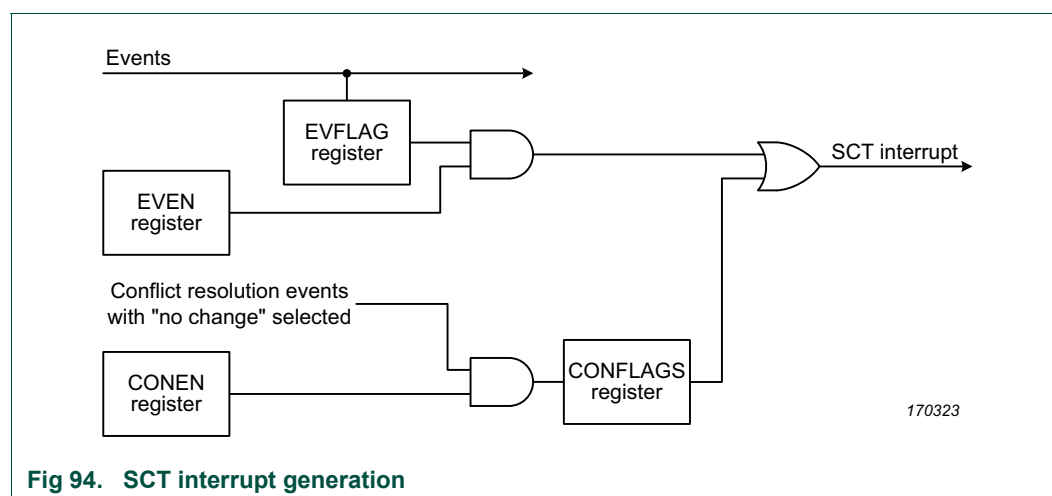 Events
EVFLAG
register
SCT interrupt
EVEN
register
Conflict resolution events
with "no change" selected
CONEN
register
CONFLAGS
register
170323
Fig 94. SCT interrupt generation